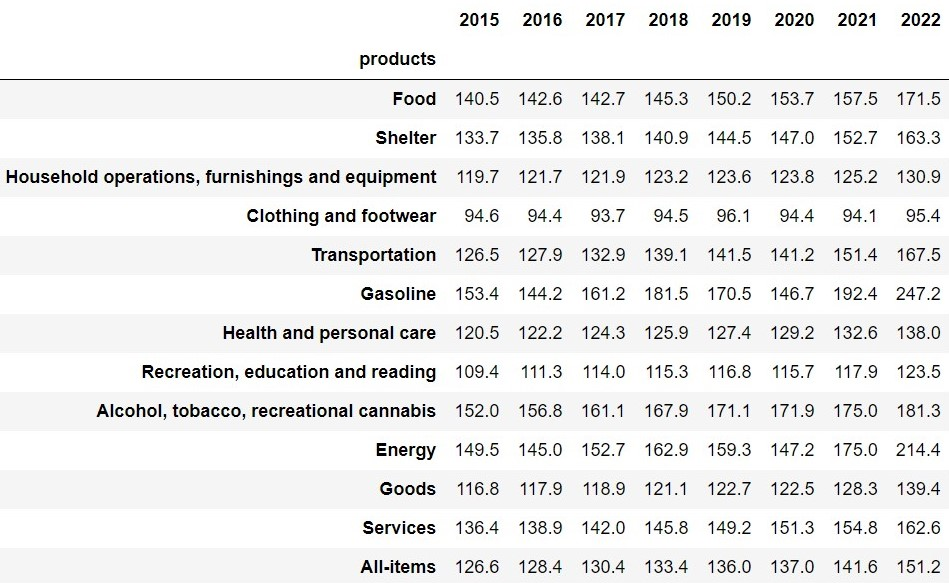 2015 2016 2017 2018 2019 2020 2021 2022
products
Food 140.5 142.6 142.7 145.3 150.2 153.7 157.5 171.5
Shelter 133.7 135.8 138.1 140.9 144.5 147.0 152.7 163.3
Household operations, furnishings and equipment 119.7 121.7 121.9 123.2 123.6 123.8 125.2 130.9
Clothing and footwear 94.6 94.4 93.7 94.5 96.1 94.4 94.1 95.4
Transportation 126.5 127.9 132.9 139.1 141.5 141.2 151.4 167.5
Gasoline 153.4 144.2 161.2 181.5 170.5 146.7 192.4 247.2
Health and personal care 120.5 122.2 124.3 125.9 127.4 129.2 132.6 138.0
Recreation, education and reading 109.4 111.3 114.0 115.3 116.8 115.7 117.9 123.5
Alcohol, tobacco, recreational cannabis 152.0 156.8 161.1 167.9 171.1 171.9 175.0 181.3
Energy 149.5 145.0 152.7 162.9 159.3 147.2 175.0 214.4
Goods 116.8 117.9 118.9 121.1 122.7 122.5 128.3 139.4
Services 136.4 138.9 142.0 145.8 149.2 151.3 154.8 162.6
All-items 126.6 128.4 130.4 133.4 136.0 137.0 141.6 151.2